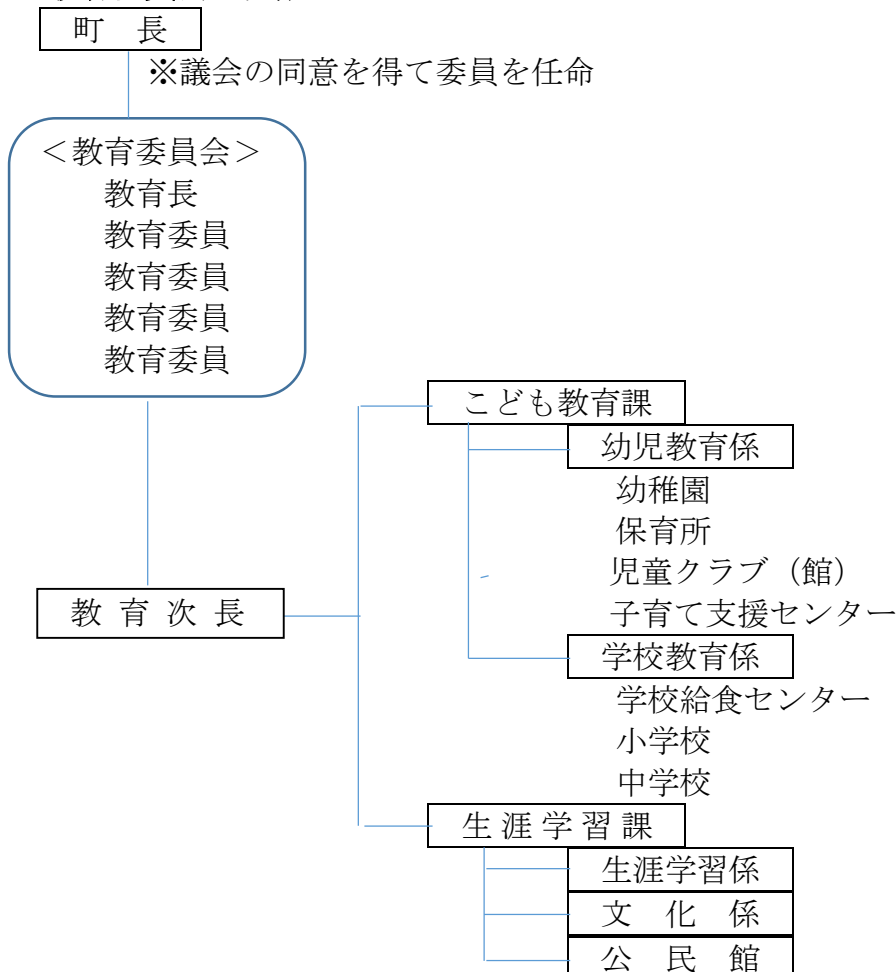 町　長
※議会の同意を得て委員を任命
＜教育委員会＞
教育長
教育委員
教育委員
教育委員
教育委員
こども教育課
幼児教育係
幼稚園
保育所
児童クラブ（館）
子育て支援センター
教 育 次 長
学校教育係
学校給食センター
小学校
中学校
生 涯 学 習 課
生涯学習係
文　化　係
公　民　館